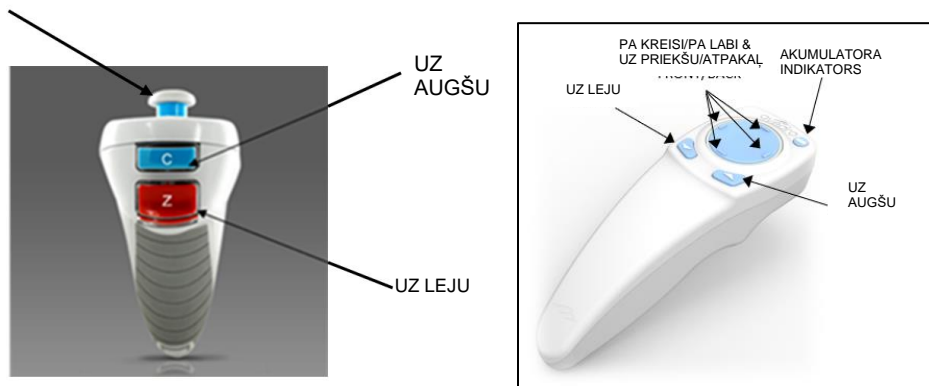 UZ
AUGŠU
C
Z
UZ LEJU
PA KREISI/PA LABI &
UZ PRIEKŠU/ATPAKAĻ
AKUMULATORA
INDIKATORS
UZ LEJU
UZ
AUGŠU